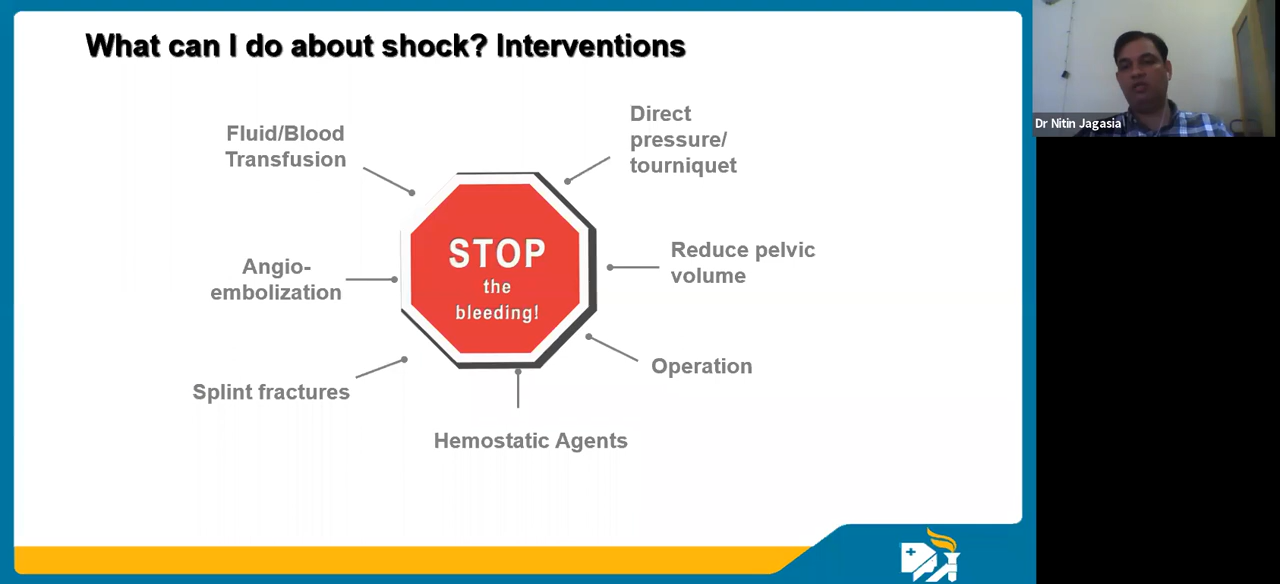 What can I do about shock? Interventions
Fluid/Blood
Transfusion
Direct
pressure/
tourniquet
Angio-
embolization
STOP
the
bleeding!
Reduce pelvic
volume
Splint fractures
Operation
Hemostatic Agents
Dr Nitin Jagasia